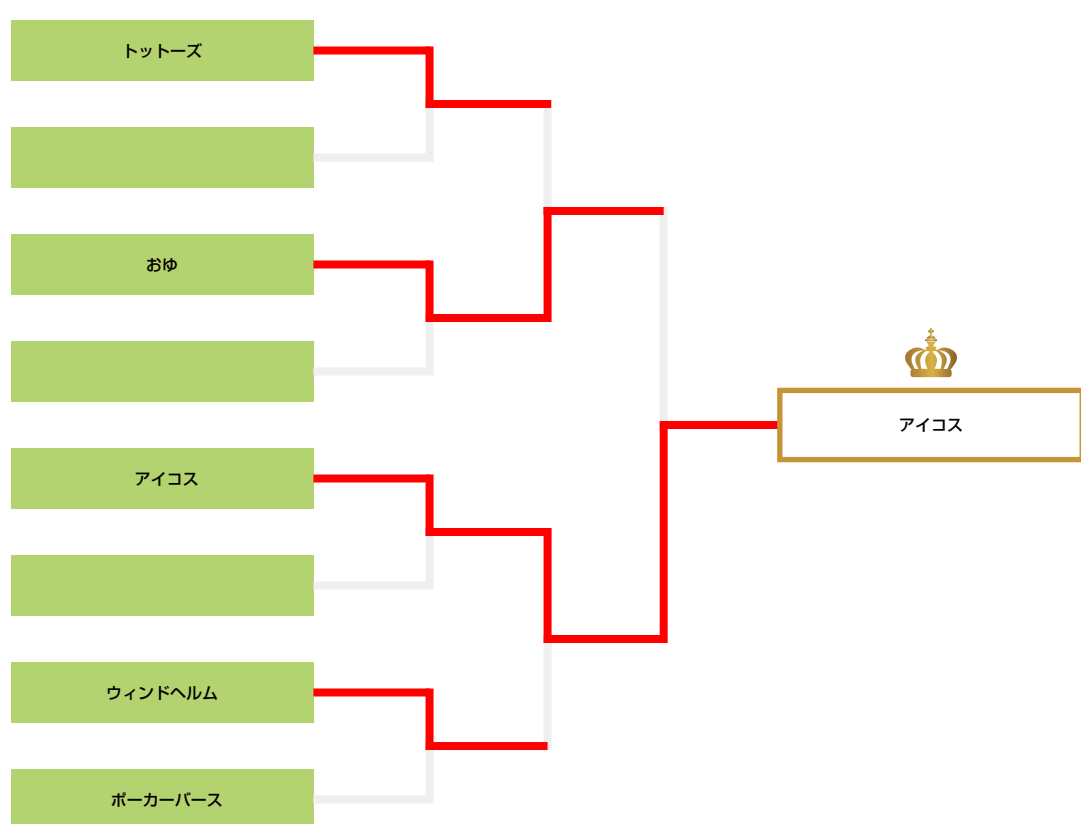 トットーズ
おゆ
アイコス
ウィンドヘルム
ポーカーバース
アイコス